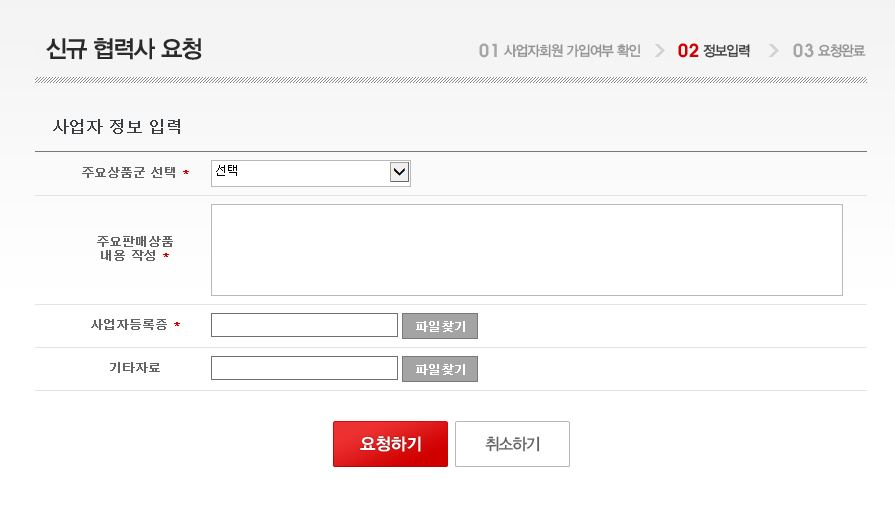 신규 협력사 요청
01 사업자회원 가입여부 확인 > 02 정보입력 > 03 요청완료
사업자 정보 입력
주요상품군 선택 *
선택
주요판매상품
내용 작성 *
사업자등록증 *
파일찾기
기타자료
파일찾기
요청하기
취소하기